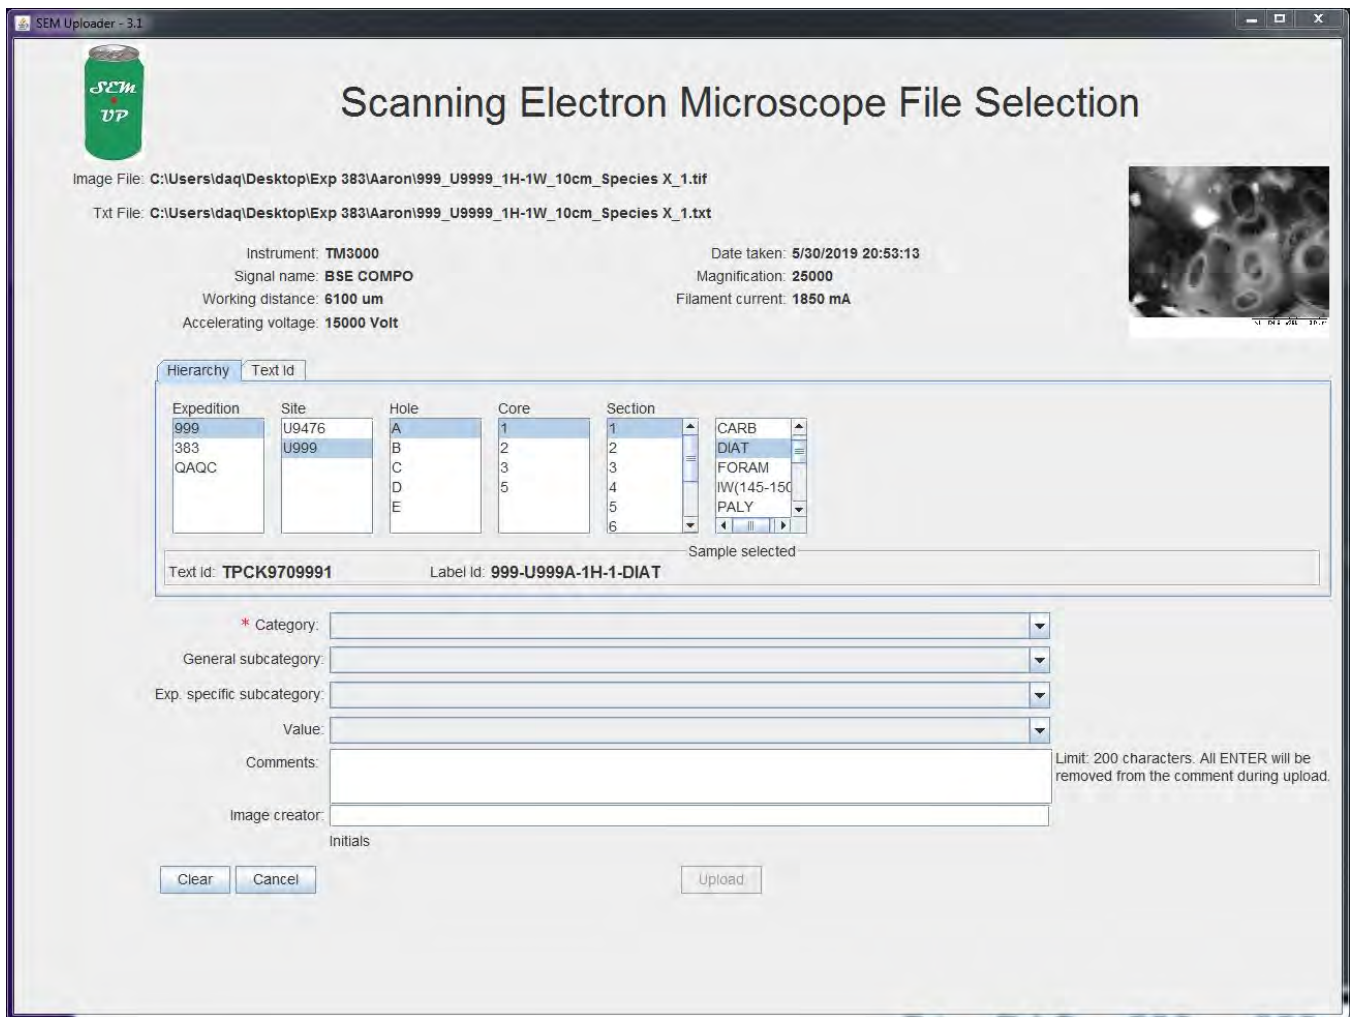 SEM Uploader - 3.1
SEM
UP
Scanning Electron Microscope File Selection
Image File: C:\Users\daq\Desktop\Exp 383\Aaron\999_U9999_1H-1W_10cm_Species X_1.tif
Txt File: C:\Users\daq\Desktop\Exp 383\Aaron\999_U9999_1H-1W_10cm_Species X_1.txt
Instrument: TM3000 Date taken: 5/30/2019 20:53:13
Signal name: BSE COMPO Magnification: 25000
Working distance: 6100 um Filament current: 1850 mA
Accelerating voltage: 15000 Volt
Hierarchy Text Id
Expedition Site Hole Core Section
999 U9476 A 1 1 CARB
383 U999 B 2 2 DIAT
QAQC C 3 3 FORAM
D 5 4 IW(145-150
E 5 PALY
6
Sample selected
Text Id: TPCK9709991 Label Id: 999-U999A-1H-1-DIAT
* Category:
General subcategory:
Exp. specific subcategory:
Value:
Comments: Limit: 200 characters. All ENTER will be
removed from the comment during upload.
Image creator:
Initials
Clear Cancel Upload